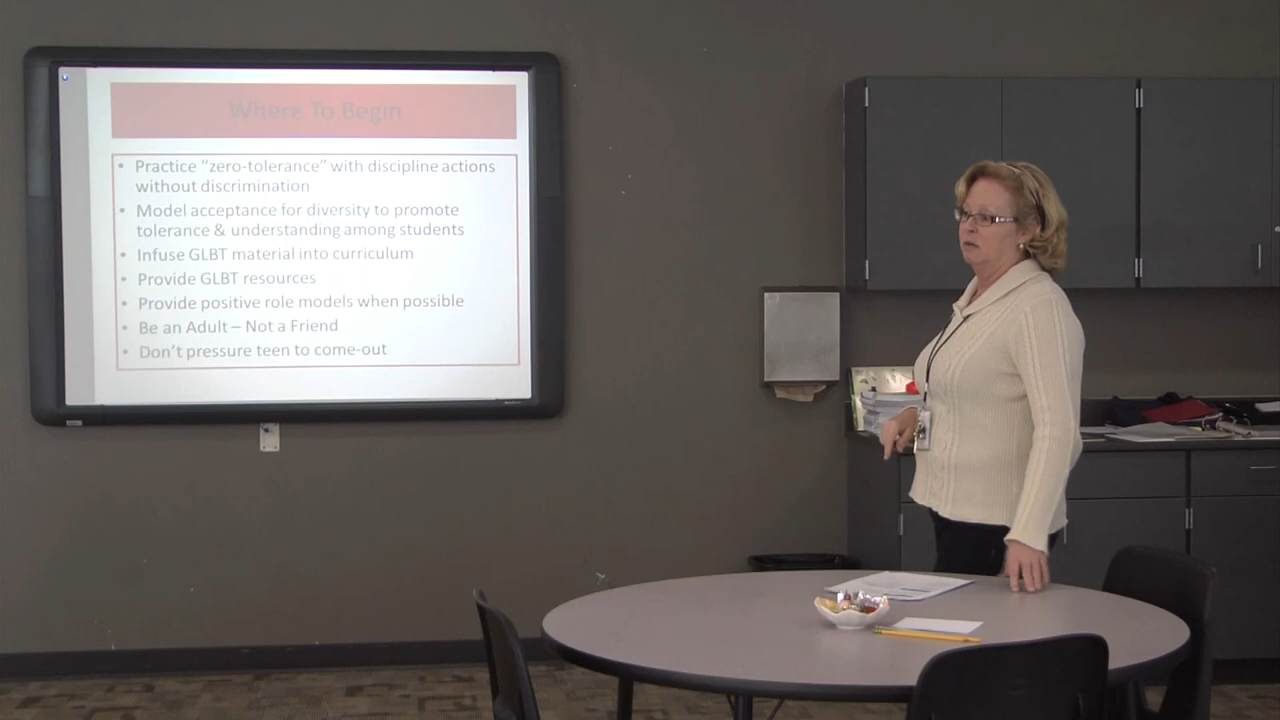 Where To Begin
• Practice “zero-tolerance” with discipline actions
without discrimination
• Model acceptance for diversity to promote
tolerance & understanding among students
• Infuse GLBT material into curriculum
• Provide GLBT resources
• Provide positive role models when possible
• Be an Adult – Not a Friend
• Don’t pressure teen to come-out